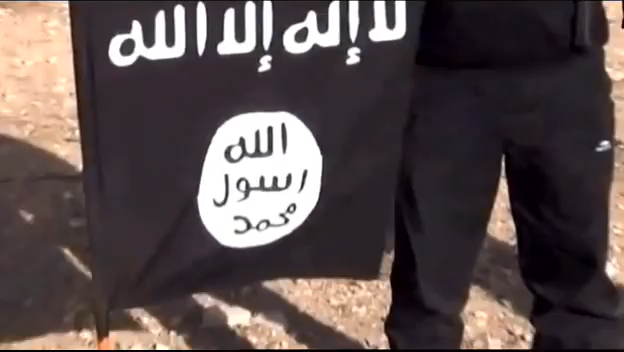 لا إله إلا الله
الله
رسول
محمد